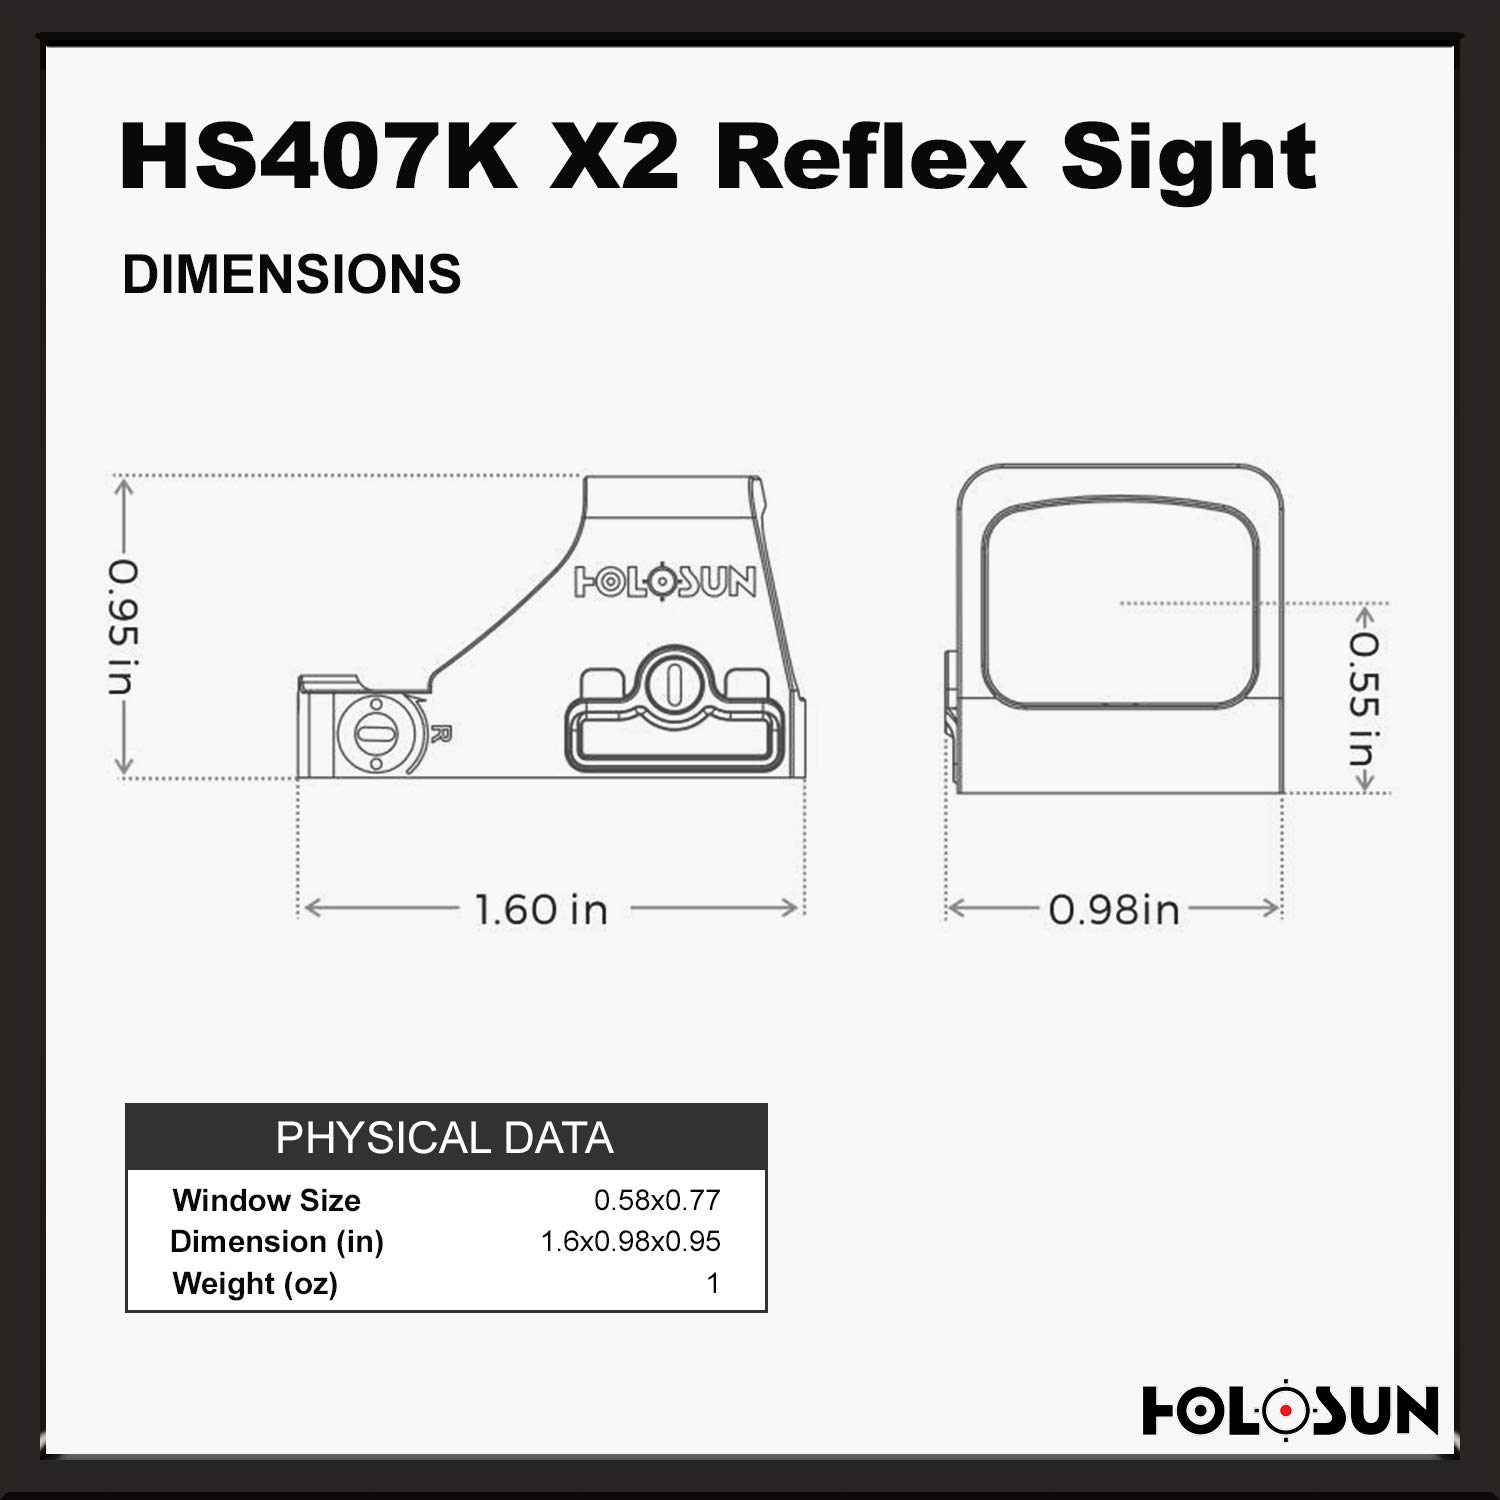 HS407K X2 Reflex Sight
DIMENSIONS
0.95 in
HOLOSUN
R
1.60 in
0.55 in
0.98in
PHYSICAL DATA
Window Size 0.58x0.77
Dimension (in) 1.6x0.98x0.95
Weight (oz) 1
HOLOSUN